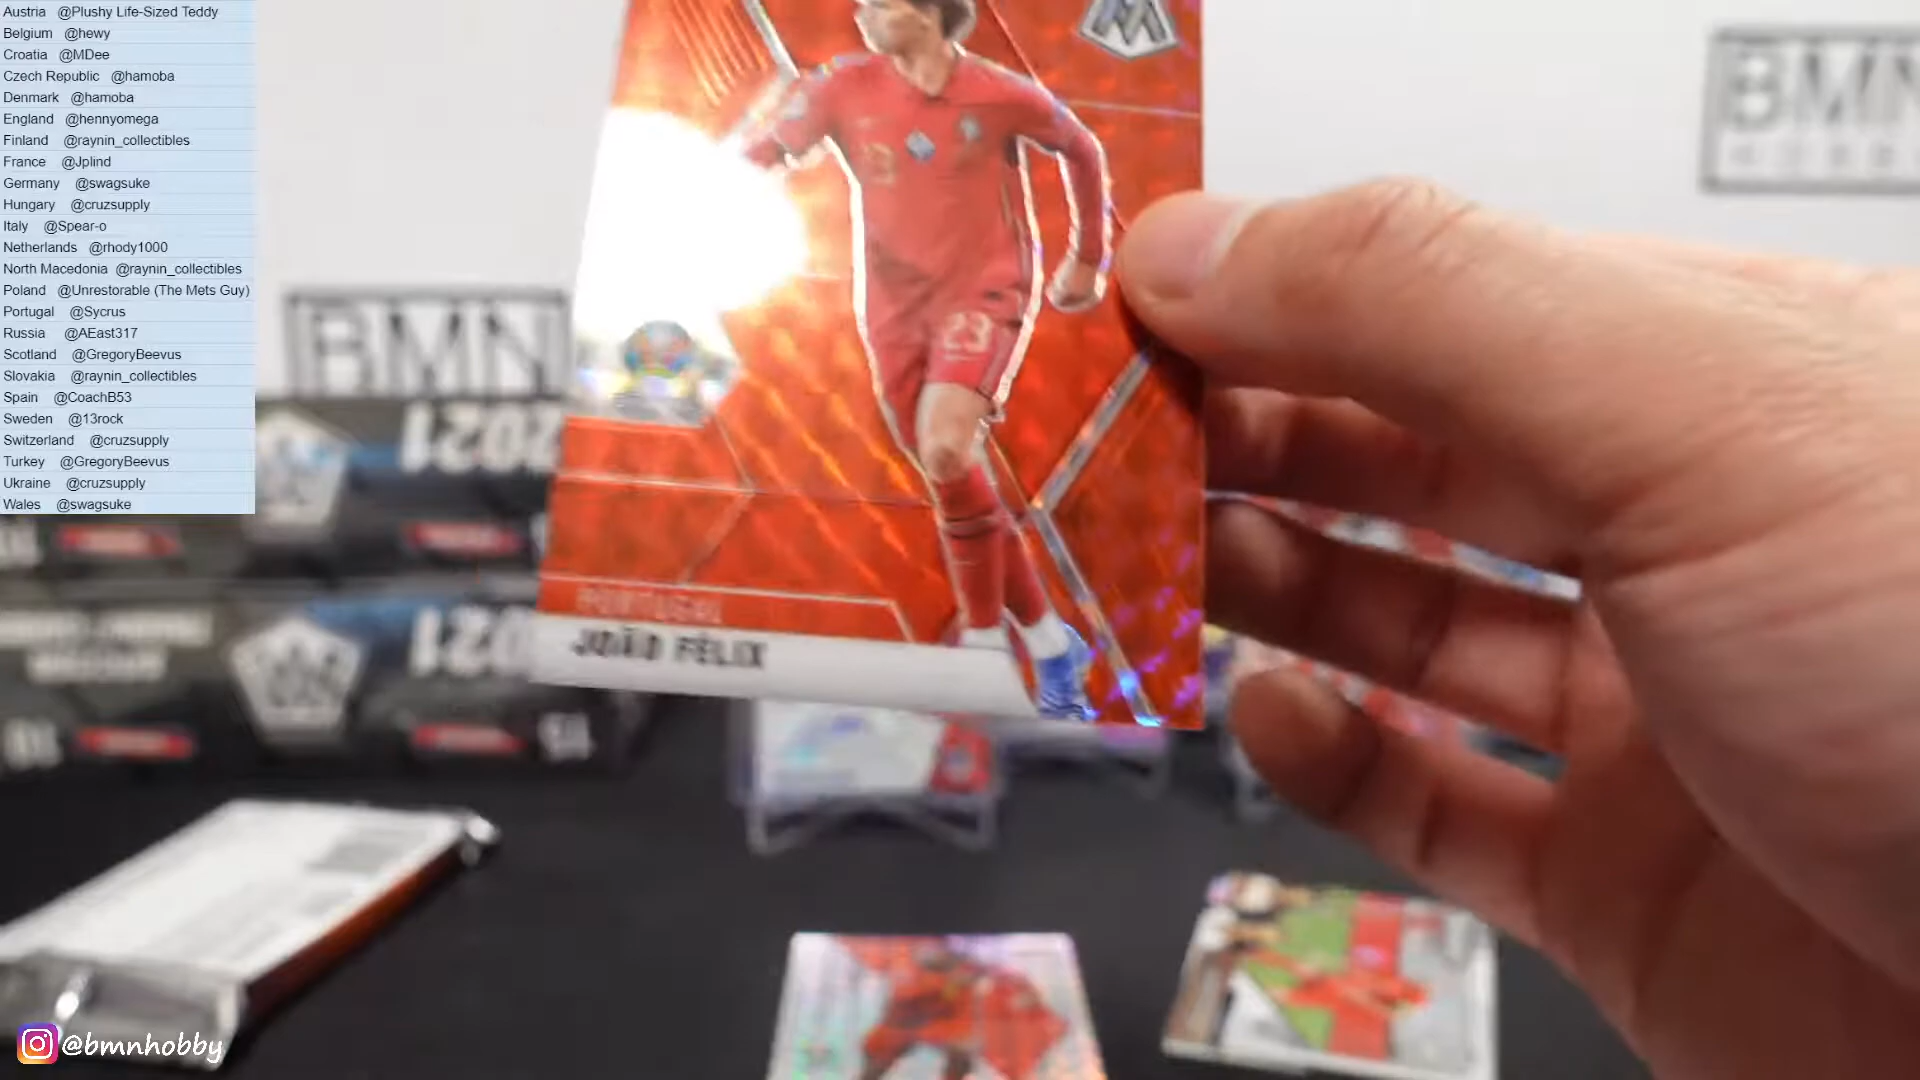 Austria @Plushy Life-Sized Teddy
Belgium @hewy
Croatia @MDee
Czech Republic @hamoba
Denmark @hamoba
England @hennyomega
Finland @raynin_collectibles
France @Jplind
Germany @swagsuke
Hungary @cruzsupply
Italy @Spear-o
Netherlands @rhody1000
North Macedonia @raynin_collectibles
Poland @Unrestorable (The Mets Guy)
Portugal @Sycrus
Russia @AEast317
Scotland @GregoryBeevus
Slovakia @raynin_collectibles
Spain @CoachB53
Sweden @13rock
Switzerland @cruzsupply
Turkey @GregoryBeevus
Ukraine @cruzsupply
Wales @swagsuke
BMN
BMN
2021
2021
23
PORTUGAL
JOÃO FÉLIX
@bmnhobby